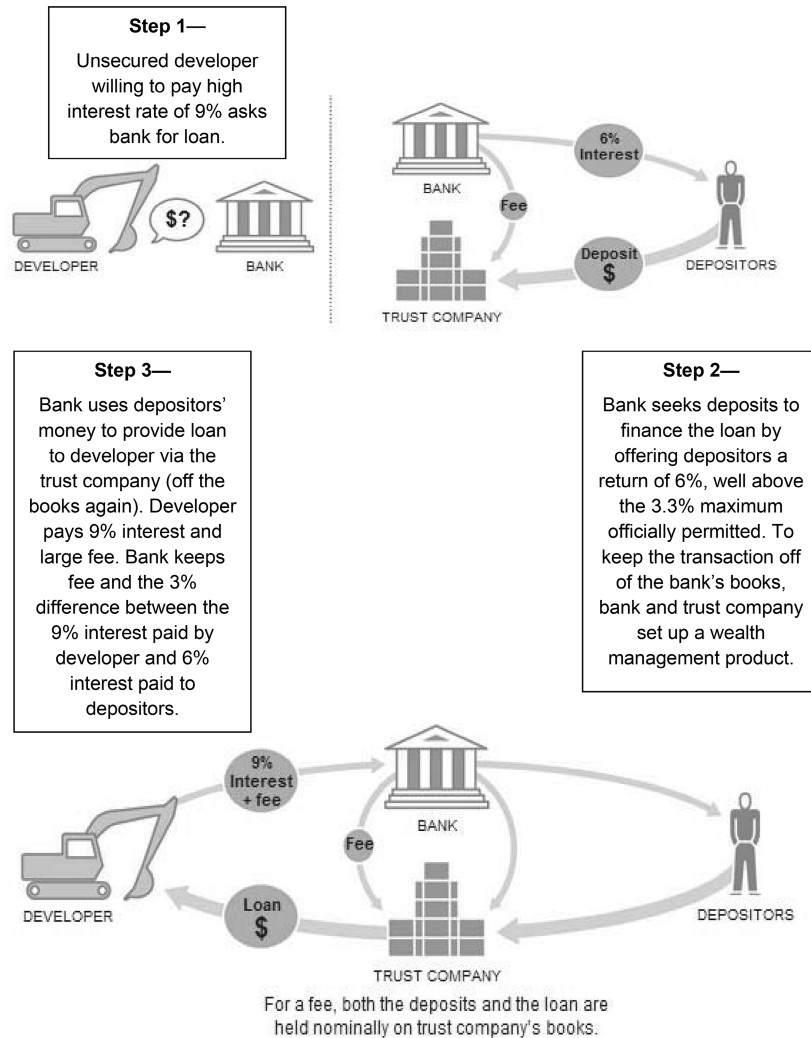 Step 1—
Unsecured developer
willing to pay high
interest rate of 9% asks
bank for loan.
$?
DEVELOPER
BANK
BANK
6%
Interest
Fee
Deposit
$
DEPOSITORS
TRUST COMPANY
Step 3—
Bank uses depositors’
money to provide loan
to developer via the
trust company (off the
books again). Developer
pays 9% interest and
large fee. Bank keeps
fee and the 3%
difference between the
9% interest paid by
developer and 6%
interest paid to
depositors.
Step 2—
Bank seeks deposits to
finance the loan by
offering depositors a
return of 6%, well above
the 3.3% maximum
officially permitted. To
keep the transaction off
of the bank’s books,
bank and trust company
set up a wealth
management product.
9%
Interest
+ fee
BANK
Fee
Loan
$
DEVELOPER
DEPOSITORS
TRUST COMPANY
For a fee, both the deposits and the loan are
held nominally on trust company’s books.